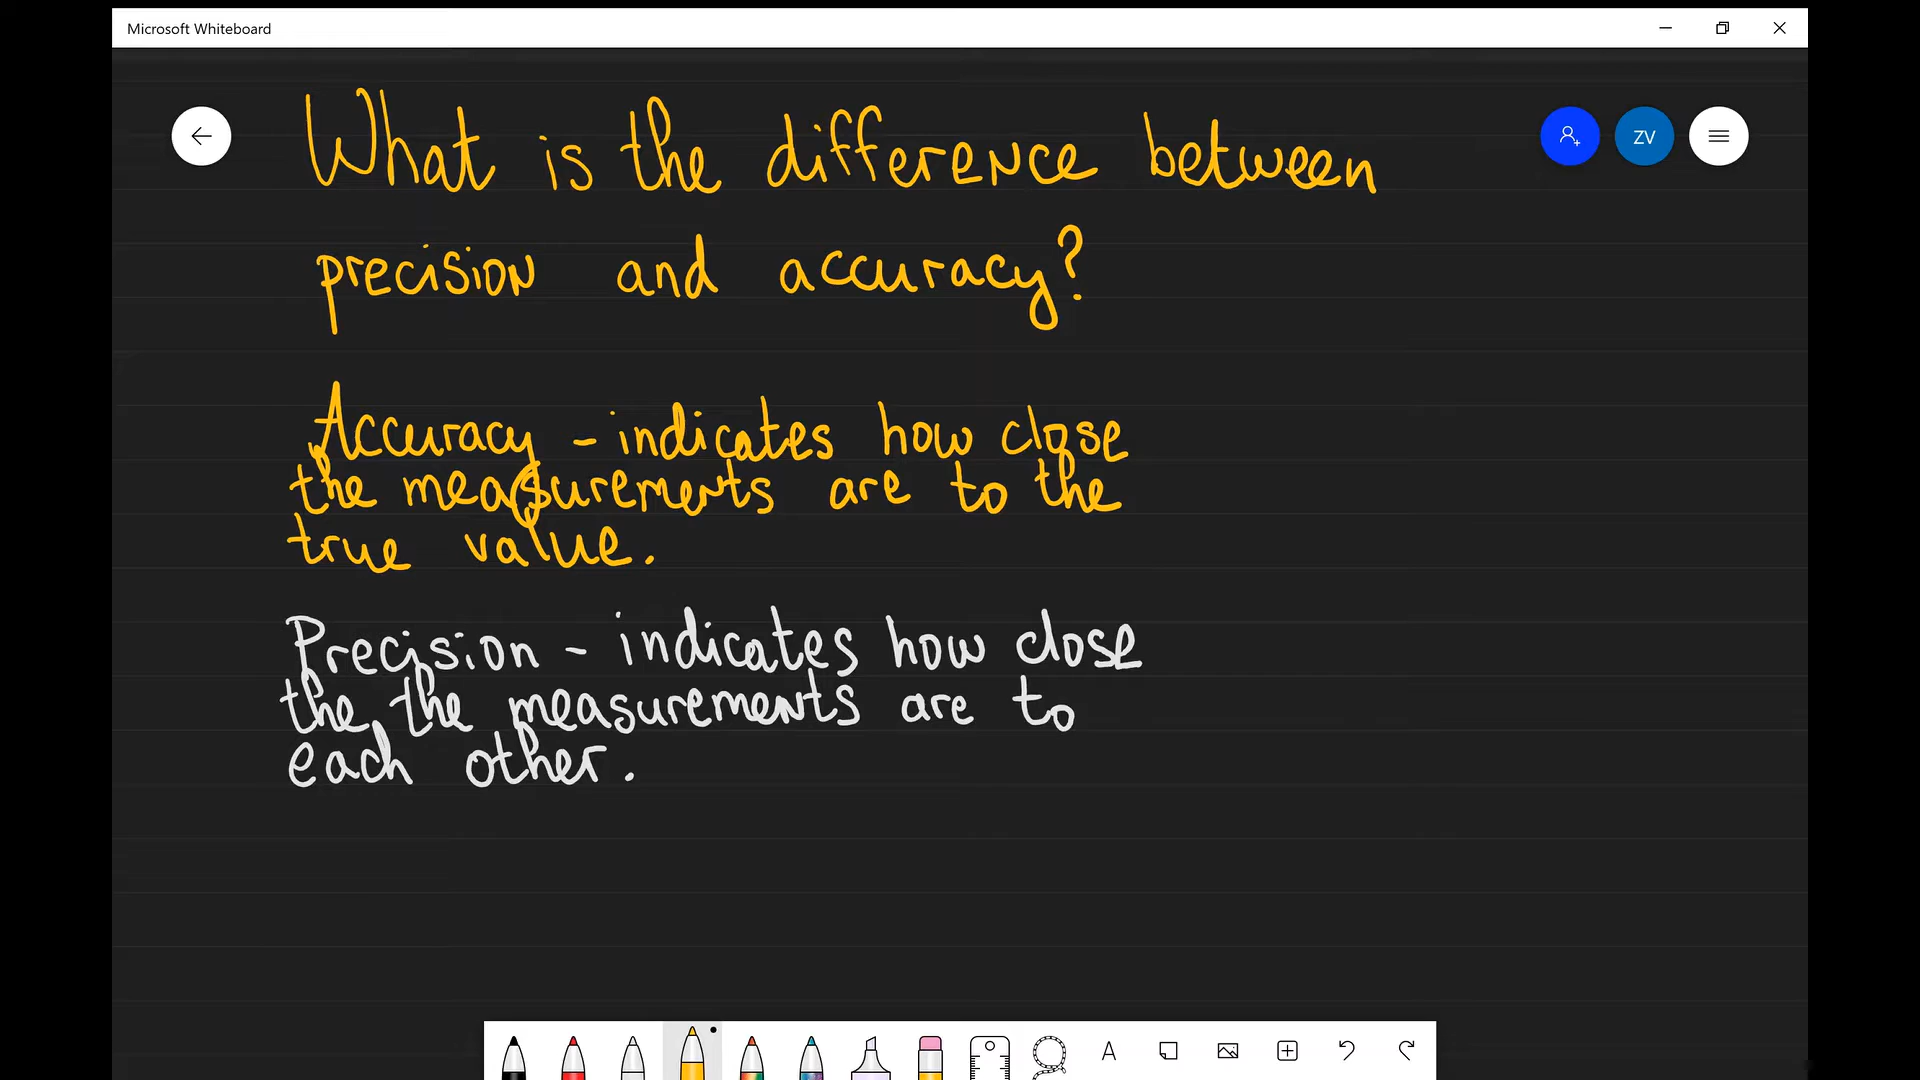 Microsoft Whiteboard
ZV
What is the difference between
precision and accuracy?
Accuracy - indicates how close
the measurements are to the
true value.
Precision - indicates how close
the the measurements are to
each other.
A